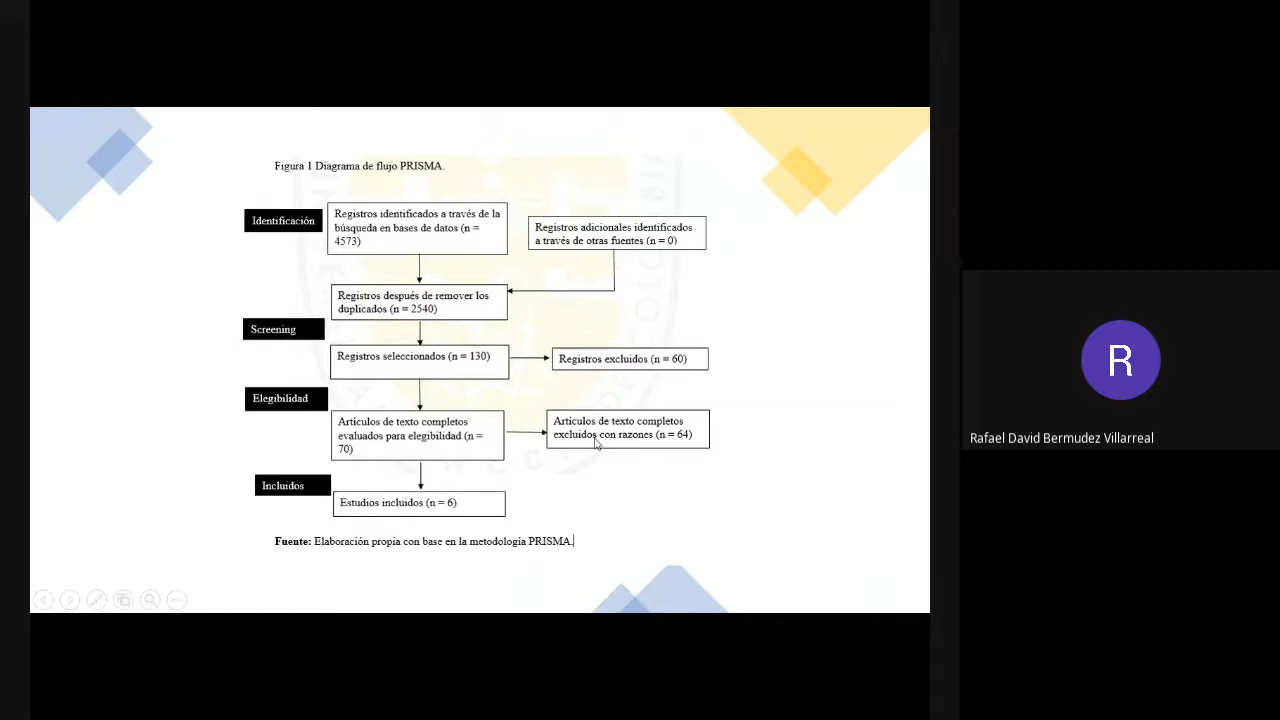 Figura 1 Diagrama de flujo PRISMA.
Identificación
Registros identificados a través de la
búsqueda en bases de datos (n =
4573)
Registros adicionales identificados
a través de otras fuentes (n = 0)
Registros después de remover los
duplicados (n = 2540)
Screening
Registros seleccionados (n = 130)
Registros excluidos (n = 60)
Elegibilidad
Artículos de texto completos
evaluados para elegibilidad (n =
70)
Artículos de texto completos
excluidos con razones (n = 64)
Incluidos
Estudios incluidos (n = 6)
Fuente: Elaboración propia con base en la metodología PRISMA.
R
Rafael David Bermudez Villarreal